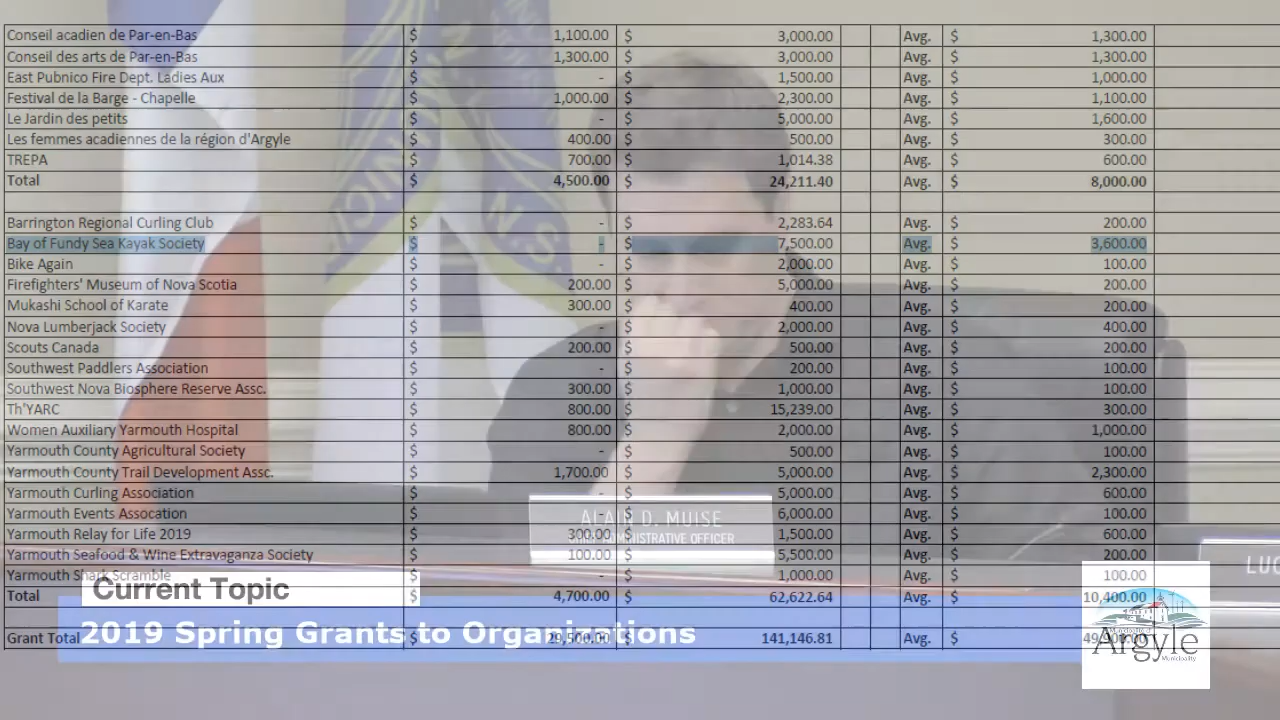 Conseil acadien de Par-en-Bas $ 1,100.00 $ 3,000.00 Avg. $ 1,300.00
Conseil des arts de Par-en-Bas $ 1,300.00 $ 3,000.00 Avg. $ 1,300.00
East Pubnico Fire Dept. Ladies Aux $ - $ 1,500.00 Avg. $ 1,000.00
Festival de la Barge - Chapelle $ 1,000.00 $ 2,300.00 Avg. $ 1,100.00
Le Jardin des petits $ - $ 5,000.00 Avg. $ 1,600.00
Les femmes acadiennes de la région d'Argyle $ 400.00 $ 500.00 Avg. $ 300.00
TREPA $ 700.00 $ 1,014.38 Avg. $ 600.00
Total $ 4,500.00 $ 24,211.40 Avg. $ 8,000.00
Barrington Regional Curling Club $ - $ 2,283.64 Avg. $ 200.00
Bay of Fundy Sea Kayak Society $ - $ 7,500.00 Avg. $ 3,600.00
Bike Again $ - $ 2,000.00 Avg. $ 100.00
Firefighters' Museum of Nova Scotia $ 200.00 $ 5,000.00 Avg. $ 200.00
Mukashi School of Karate $ 300.00 $ 400.00 Avg. $ 200.00
Nova Lumberjack Society $ - $ 2,000.00 Avg. $ 400.00
Scouts Canada $ 200.00 $ 500.00 Avg. $ 200.00
Southwest Paddlers Association $ - $ 200.00 Avg. $ 100.00
Southwest Nova Biosphere Reserve Assc. $ 300.00 $ 1,000.00 Avg. $ 100.00
Th'YARC $ 800.00 $ 15,239.00 Avg. $ 300.00
Women Auxiliary Yarmouth Hospital $ 800.00 $ 2,000.00 Avg. $ 1,000.00
Yarmouth County Agricultural Society $ - $ 500.00 Avg. $ 100.00
Yarmouth County Trail Development Assc. $ 1,700.00 $ 5,000.00 Avg. $ 2,300.00
Yarmouth Curling Association $ - $ 5,000.00 Avg. $ 600.00
Yarmouth Events Assocation $ - $ 6,000.00 Avg. $ 100.00
Yarmouth Relay for Life 2019 $ 300.00 $ 1,500.00 Avg. $ 600.00
Yarmouth Seafood & Wine Extravaganza Society $ 100.00 $ 5,500.00 Avg. $ 200.00
Yarmouth Shark Scramble $ - $ 1,000.00 Avg. $ 100.00
Total $ 4,700.00 $ 62,622.64 Avg. $ 10,400.00
Grant Total $ $ 141,146.81 Avg. $
ALAIN D. MUISE
ADMINISTRATIVE OFFICER
LUC
Current Topic
2019 Spring Grants to Organizations
Argyle
Municipality